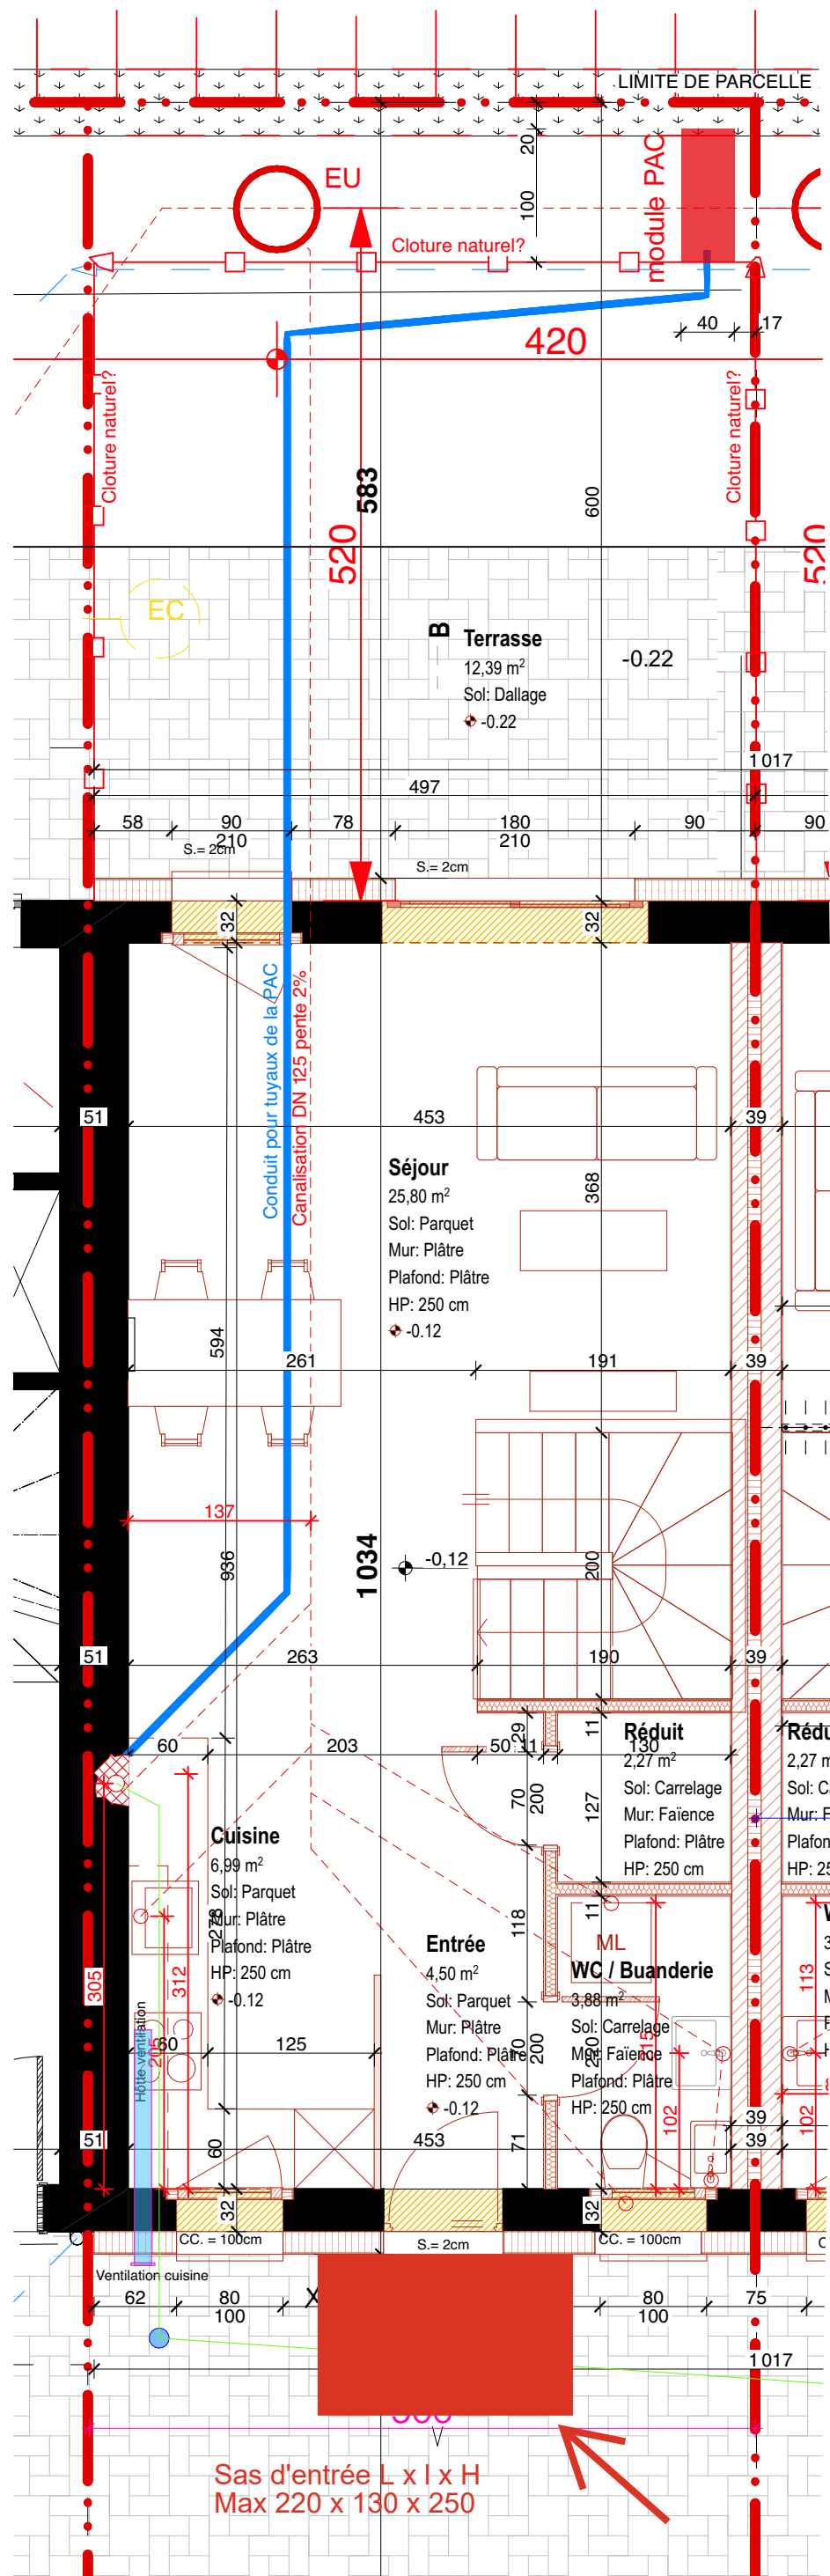 LIMITE DE PARCELLE
20
EU
100
module PAC
Cloture naturel?
40
17
420
Cloture naturel?
Cloture naturel?
583
600
520
520
EC
B
Terrasse
12,39 m²
Sol: Dallage
-0.22
-0.22
1017
497
58
90
210
78
180
210
90
90
S.= 2cm
S.= 2cm
32
32
Conduit pour tuyaux de la PAC
Canalisation DN 125 pente 2%
51
453
39
Séjour
25,80 m²
Sol: Parquet
Mur: Plâtre
Plafond: Plâtre
HP: 250 cm
-0.12
368
594
261
191
39
137
936
1034
-0,12
200
51
263
190
39
29
11
60
203
50
11
130
Réduit
2,27 m²
Sol: Carrelage
Mur: Faïence
Plafond: Plâtre
HP: 250 cm
70
200
127
Cuisine
6,99 m²
Sol: Parquet
Mur: Plâtre
Plafond: Plâtre
HP: 250 cm
-0.12
305
312
118
11
ML
Entrée
4,50 m²
Sol: Parquet
Mur: Plâtre
Plafond: Plâtre
HP: 250 cm
-0.12
WC / Buanderie
3,88 m²
Sol: Carrelage
Mur: Faïence
Plafond: Plâtre
HP: 250 cm
113
Hotte ventilation
60
125
70
200
102
102
39
51
60
453
71
39
32
32
CC. = 100cm
S.= 2cm
CC. = 100cm
Ventilation cuisine
62
80
100
X
80
100
75
1017
Sas d'entrée L x l x H
Max 220 x 130 x 250